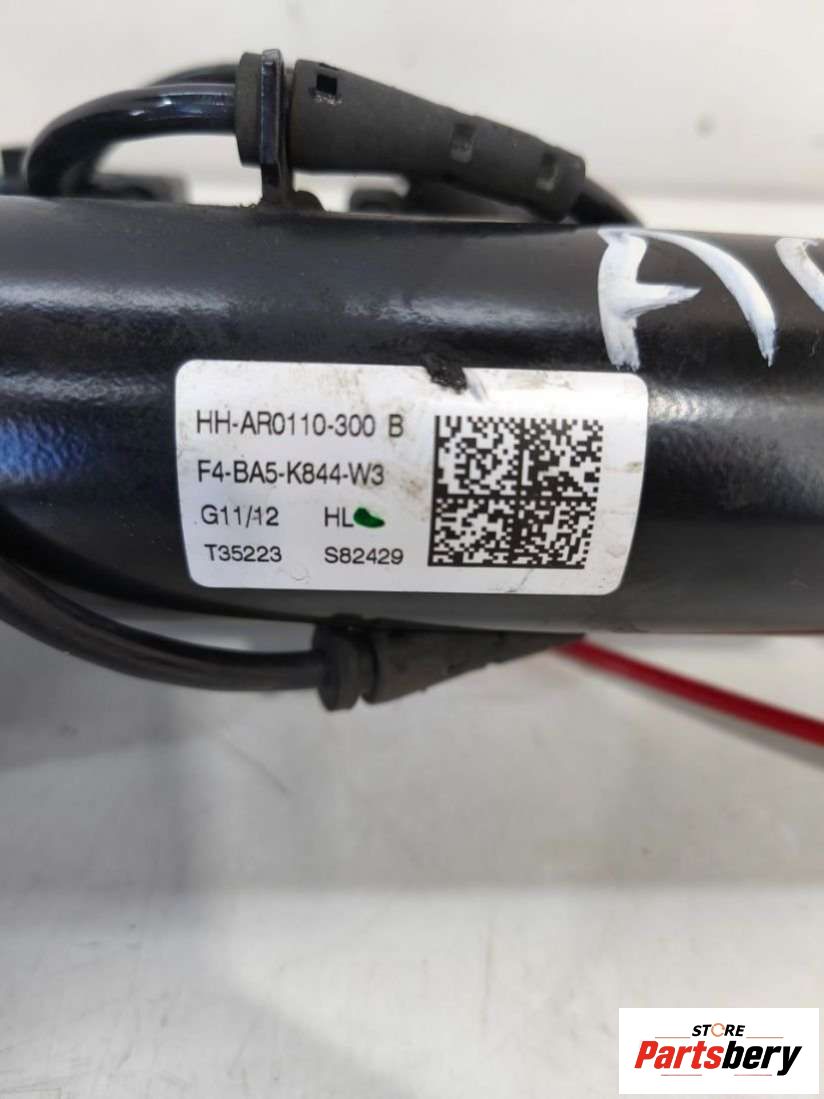 HH-AR0110-300 B
F4-BA5-K844-W3
G11/12 HL
T35223 S82429
STORE
Partsbery